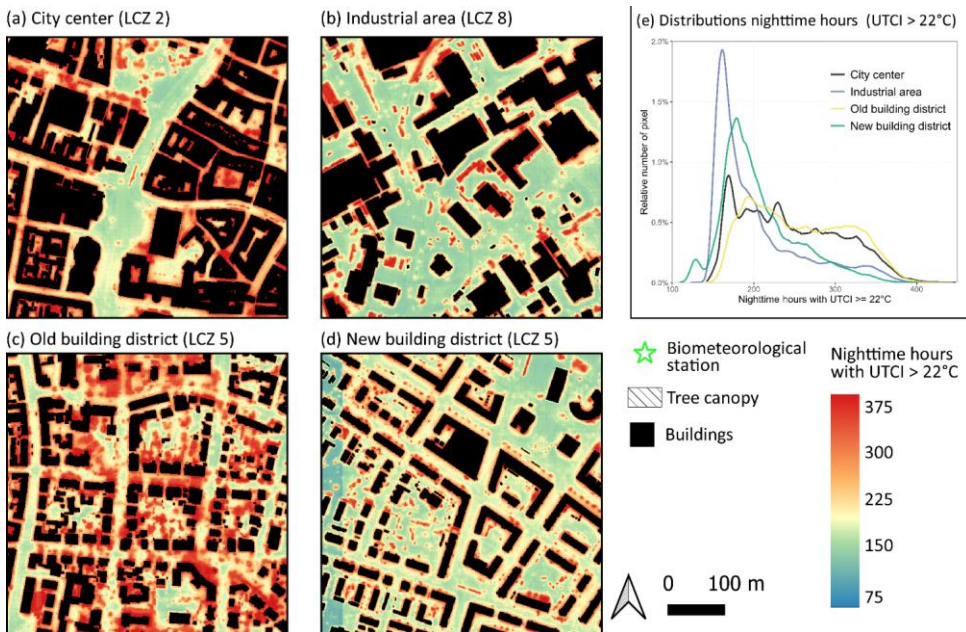 (a) City center (LCZ 2)
(b) Industrial area (LCZ 8)
(e) Distributions nighttime hours (UTCI > 22°C)
2.0%
1.5%
1.0%
0.5%
0.0%
Relative number of pixel
City center
Industrial area
Old building district
New building district
100
200
300
400
Nighttime hours with UTCI >= 22°C
(c) Old building district (LCZ 5)
(d) New building district (LCZ 5)
Biometeorological
station
Tree canopy
Buildings
0 100 m
Nighttime hours
with UTCI > 22°C
375
300
225
150
75